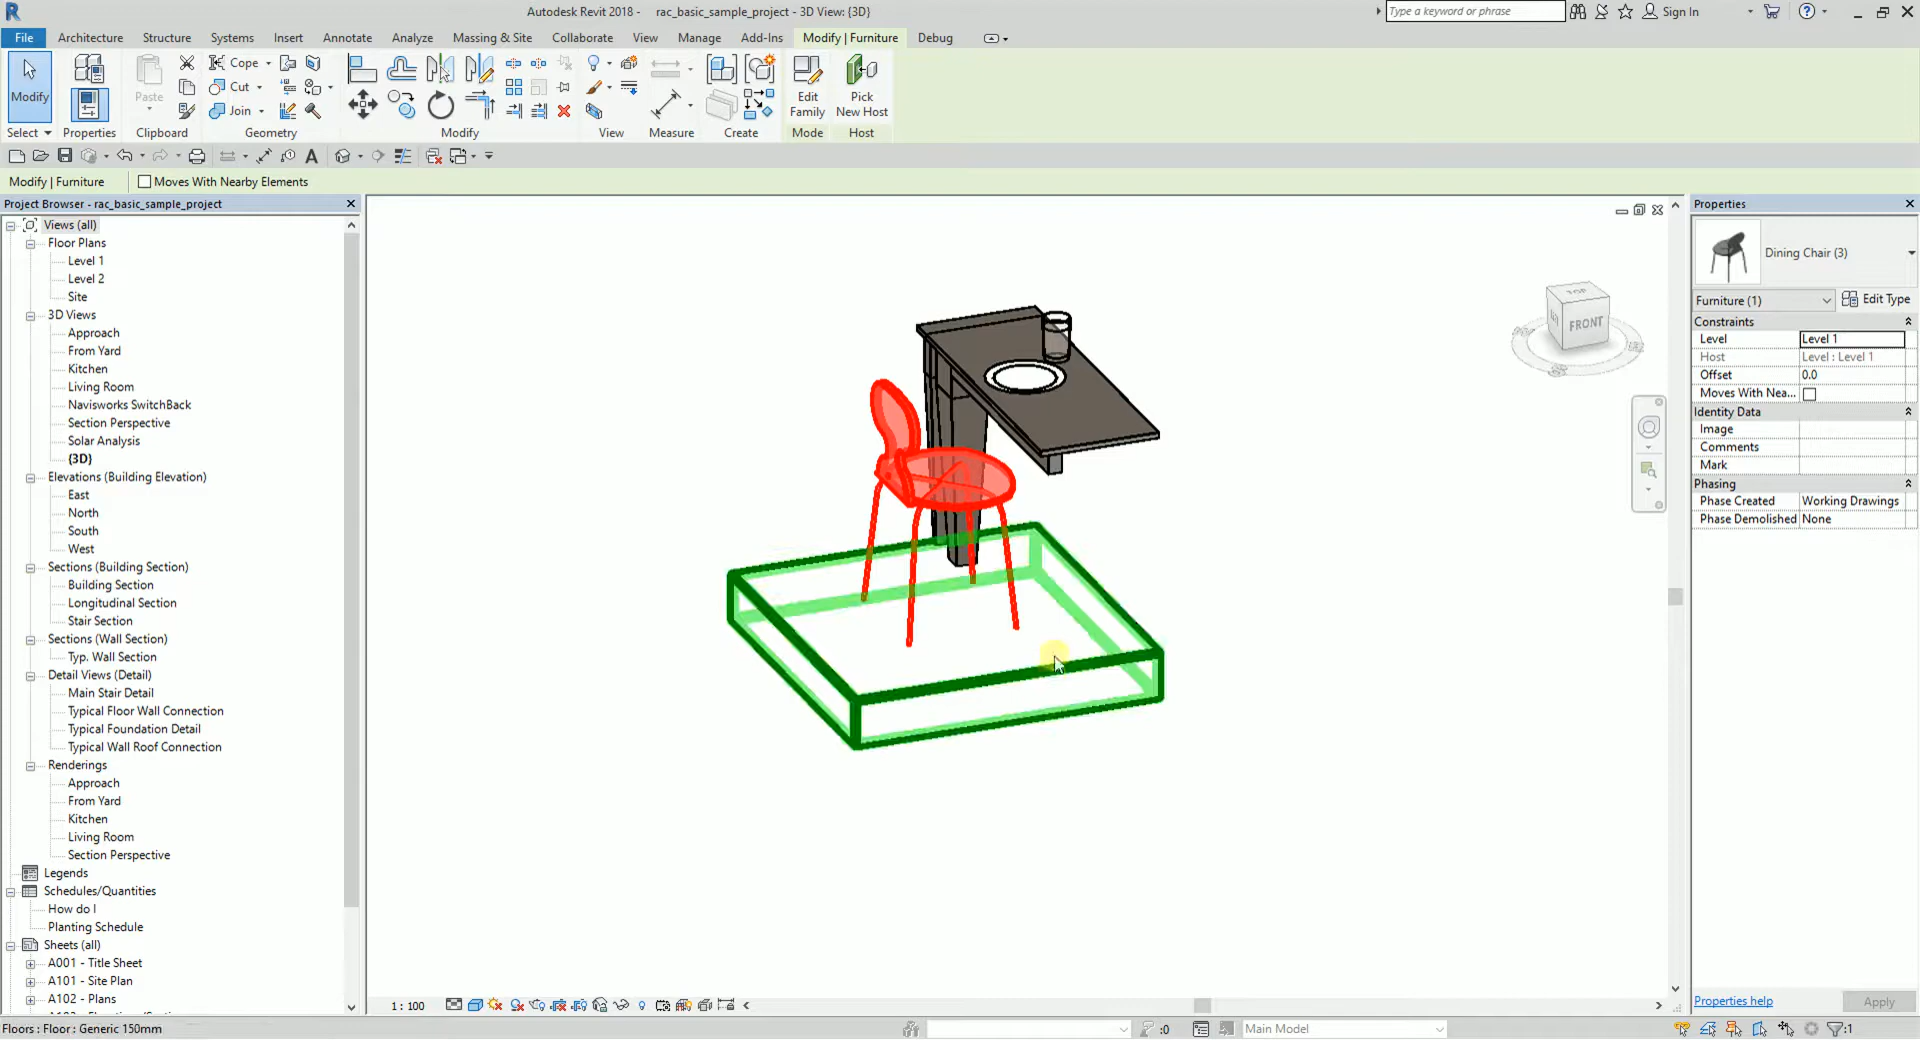 Autodesk Revit 2018 - rac_basic_sample_project - 3D View: {3D}
Type a keyword or phrase
Sign In
File Architecture Structure Systems Insert Annotate Analyze Massing & Site Collaborate View Manage Add-Ins Modify | Furniture Debug
Modify
Paste
Cope
Cut
Join
Edit Family
Pick New Host
Select Properties Clipboard Geometry Modify View Measure Create Mode Host
Modify | Furniture Moves With Nearby Elements
Project Browser - rac_basic_sample_project
Views (all)
Floor Plans
Level 1
Level 2
Site
3D Views
Approach
From Yard
Kitchen
Living Room
Navisworks SwitchBack
Section Perspective
Solar Analysis
{3D}
Elevations (Building Elevation)
East
North
South
West
Sections (Building Section)
Building Section
Longitudinal Section
Stair Section
Sections (Wall Section)
Typ. Wall Section
Detail Views (Detail)
Main Stair Detail
Typical Floor Wall Connection
Typical Foundation Detail
Typical Wall Roof Connection
Renderings
Approach
From Yard
Kitchen
Living Room
Section Perspective
Legends
Schedules/Quantities
How do I
Planting Schedule
Sheets (all)
A001 - Title Sheet
A101 - Site Plan
A102 - Plans
TOP
FRONT
Properties
Dining Chair (3)
Furniture (1) Edit Type
Constraints
Level Level 1
Host Level : Level 1
Offset 0.0
Moves With Nea...
Identity Data
Image
Comments
Mark
Phasing
Phase Created Working Drawings
Phase Demolished None
Properties help Apply
1 : 100
Floors : Floor : Generic 150mm
:0
Main Model
:1